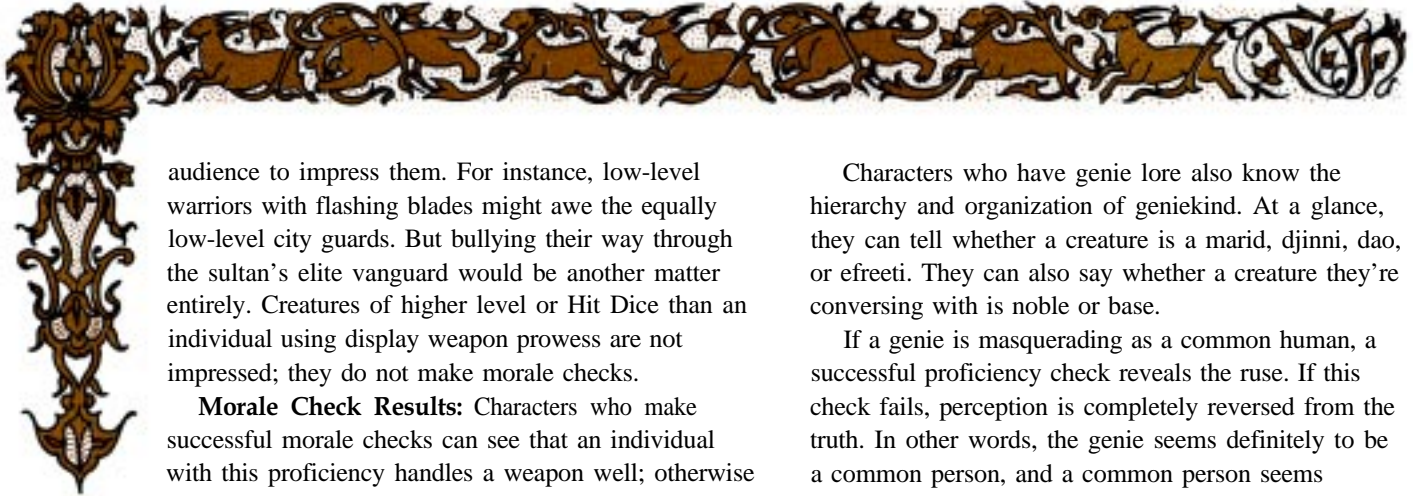 audience to impress them. For instance, low-level
warriors with flashing blades might awe the equally
low-level city guards. But bullying their way through
the sultan’s elite vanguard would be another matter
entirely. Creatures of higher level or Hit Dice than an
individual using display weapon prowess are not
impressed; they do not make morale checks.
Morale Check Results: Characters who make
successful morale checks can see that an individual
with this proficiency handles a weapon well; otherwise
Characters who have genie lore also know the
hierarchy and organization of geniekind. At a glance,
they can tell whether a creature is a marid, djinni, dao,
or efreeti. They can also say whether a creature they’re
conversing with is noble or base.
If a genie is masquerading as a common human, a
successful proficiency check reveals the ruse. If this
check fails, perception is completely reversed from the
truth. In other words, the genie seems definitely to be
a common person, and a common person seems